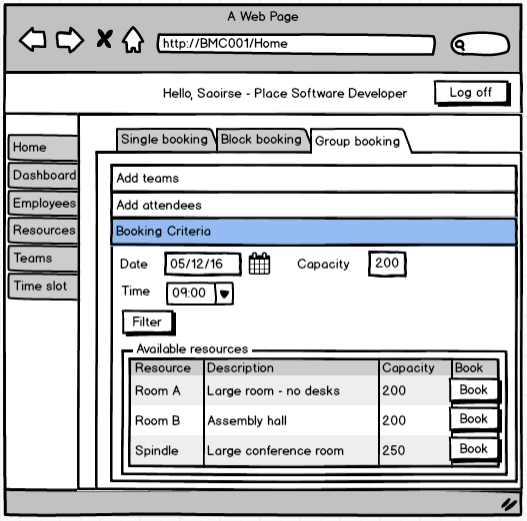 A Web Page
http://BMC001/Home
Hello, Saoirse - Place Software Developer
Log off
Home
Dashboard
Employees
Resources
Teams
Time slot
Single booking
Block booking
Group booking
Add teams
Add attendees
Booking Criteria
Date 05/12/16 Capacity 200
Time 09:00
Filter
Available resources
Resource Description Capacity Book
Room A Large room - no desks 200 Book
Room B Assembly hall 200 Book
Spindle Large conference room 250 Book